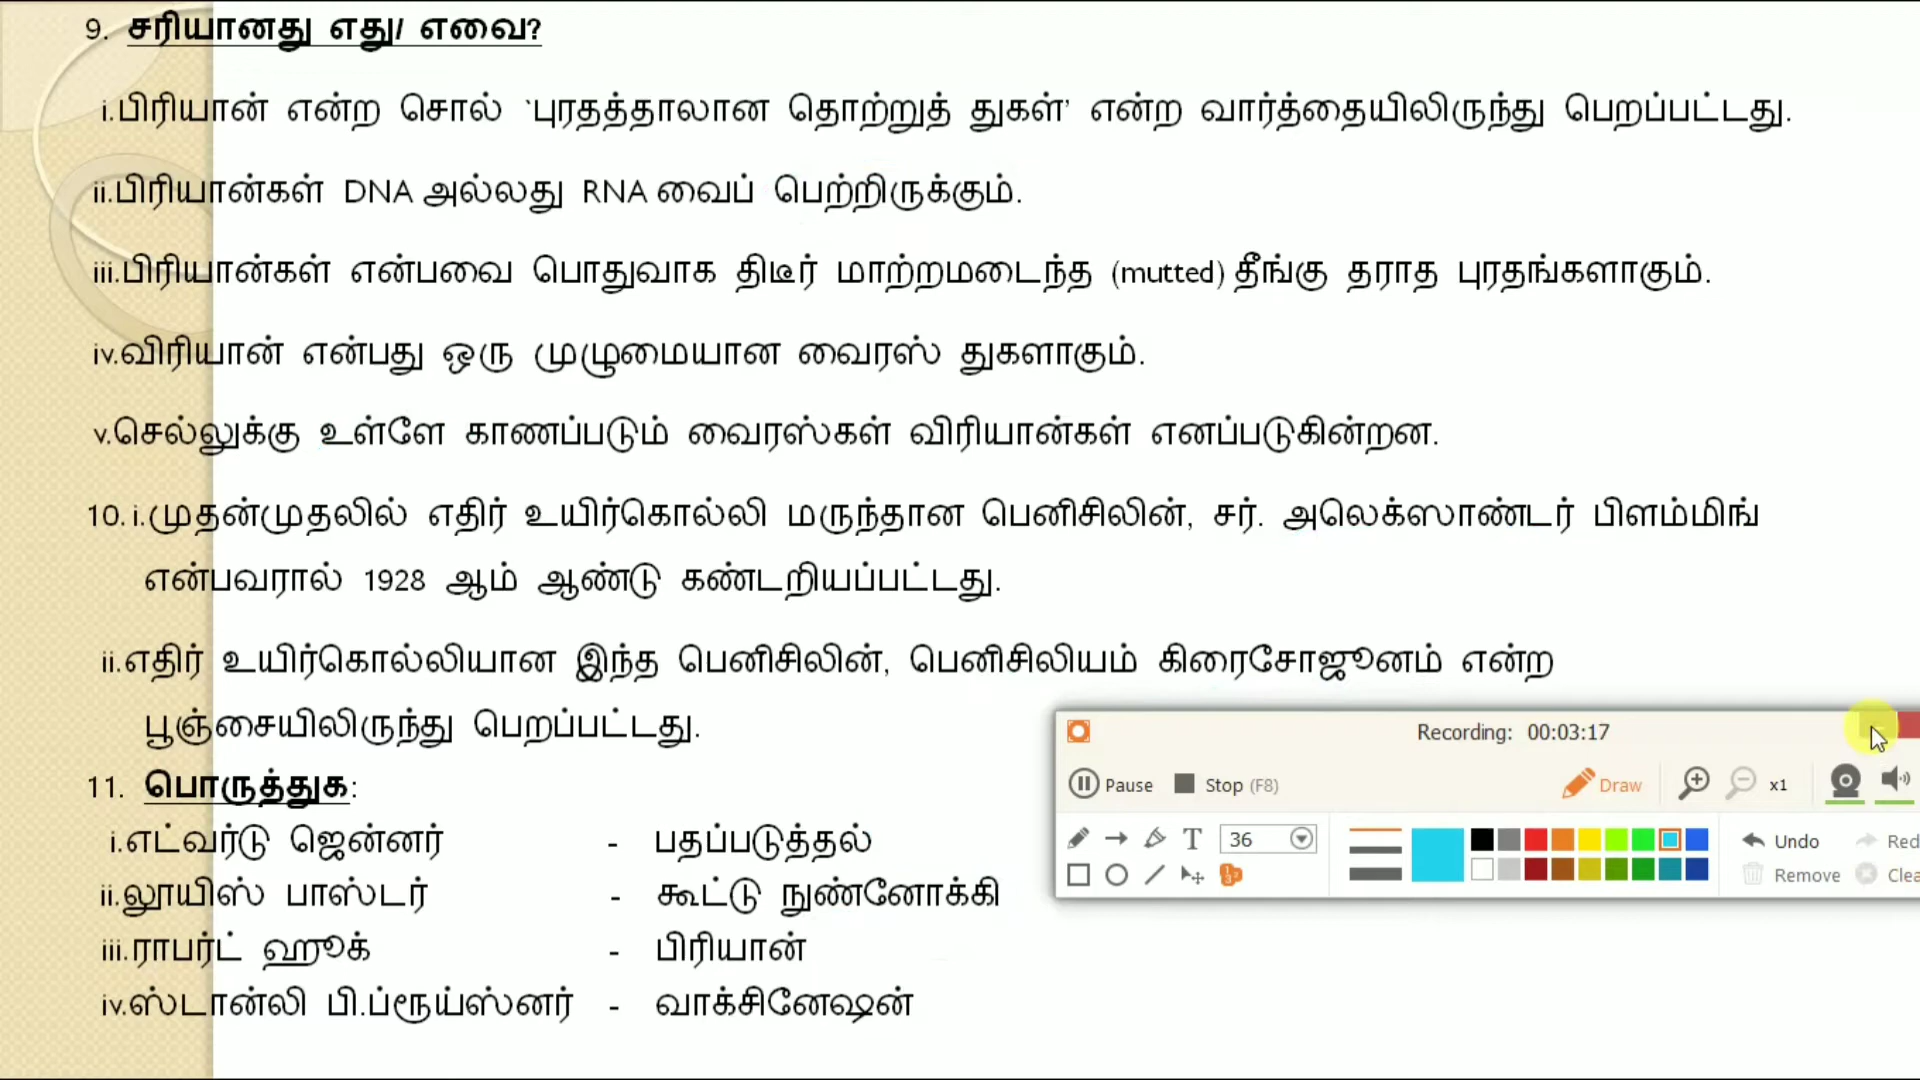 9. சரியானது எது/ எவை?
i.பிரியான் என்ற சொல் `புரதத்தாலான தொற்றுத் துகள்' என்ற வார்த்தையிலிருந்து பெறப்பட்டது.
ii.பிரியான்கள் DNA அல்லது RNA வைப் பெற்றிருக்கும்.
iii.பிரியான்கள் என்பவை பொதுவாக திடீர் மாற்றமடைந்த (mutted) தீங்கு தராத புரதங்களாகும்.
iv.விரியான் என்பது ஒரு முழுமையான வைரஸ் துகளாகும்.
v.செல்லுக்கு உள்ளே காணப்படும் வைரஸ்கள் விரியான்கள் எனப்படுகின்றன.
10. i.முதன்முதலில் எதிர் உயிர்கொல்லி மருந்தான பெனிசிலின், சர். அலெக்ஸாண்டர் பிளம்மிங்
என்பவரால் 1928 ஆம் ஆண்டு கண்டறியப்பட்டது.
ii.எதிர் உயிர்கொல்லியான இந்த பெனிசிலின், பெனிசிலியம் கிரைசோஜூனம் என்ற
பூஞ்சையிலிருந்து பெறப்பட்டது.
11. பொருத்துக:
i.எட்வர்டு ஜென்னர் - பதப்படுத்தல்
ii.லூயிஸ் பாஸ்டர் - கூட்டு நுண்ணோக்கி
iii.ராபர்ட் ஹூக் - பிரியான்
iv.ஸ்டான்லி பி.ப்ரூய்ஸ்னர் - வாக்சினேஷன்
Recording: 00:03:17
Pause Stop (F8) Draw x1
T 36 Undo Red
Remove Clea